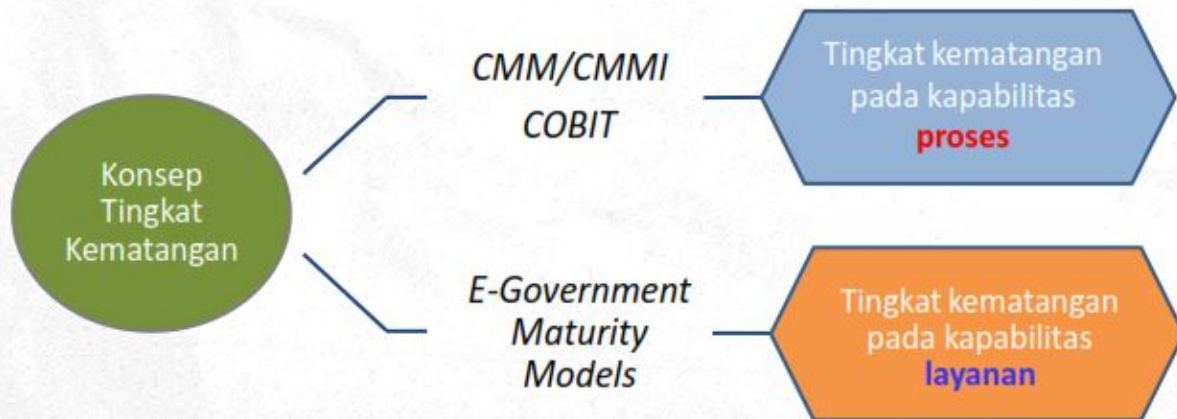 Konsep
Tingkat
Kematangan
CMM/CMMI
COBIT
Tingkat kematangan
pada kapabilitas
proses
E-Government
Maturity
Models
Tingkat kematangan
pada kapabilitas
layanan